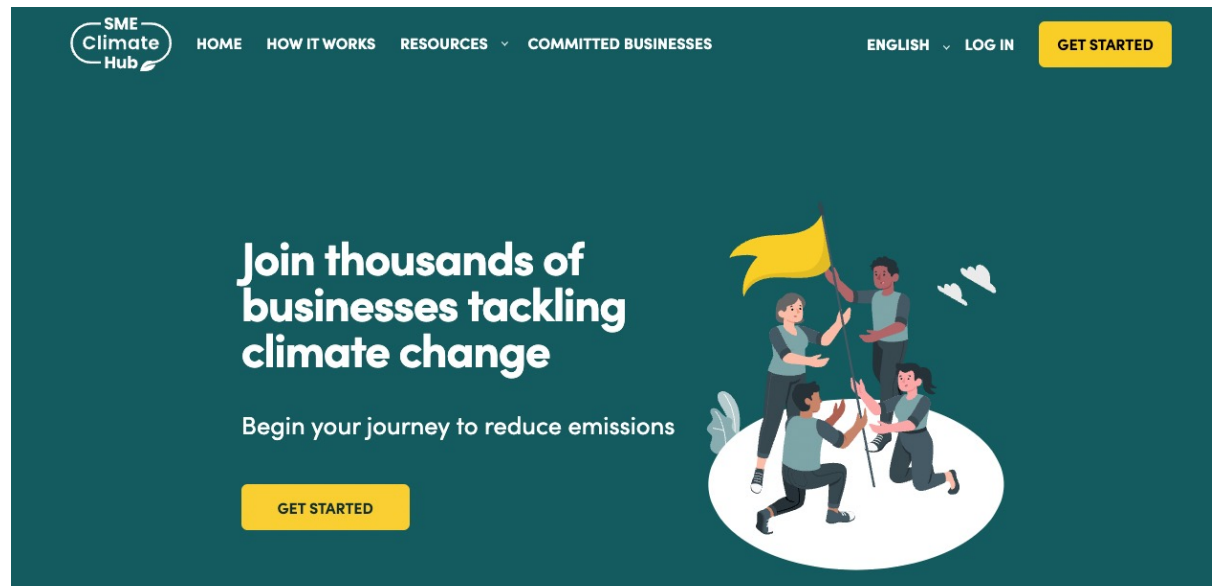 SME
Climate
Hub
HOME HOW IT WORKS RESOURCES COMMITTED BUSINESSES ENGLISH LOG IN GET STARTED
Join thousands of
businesses tackling
climate change
Begin your journey to reduce emissions
GET STARTED